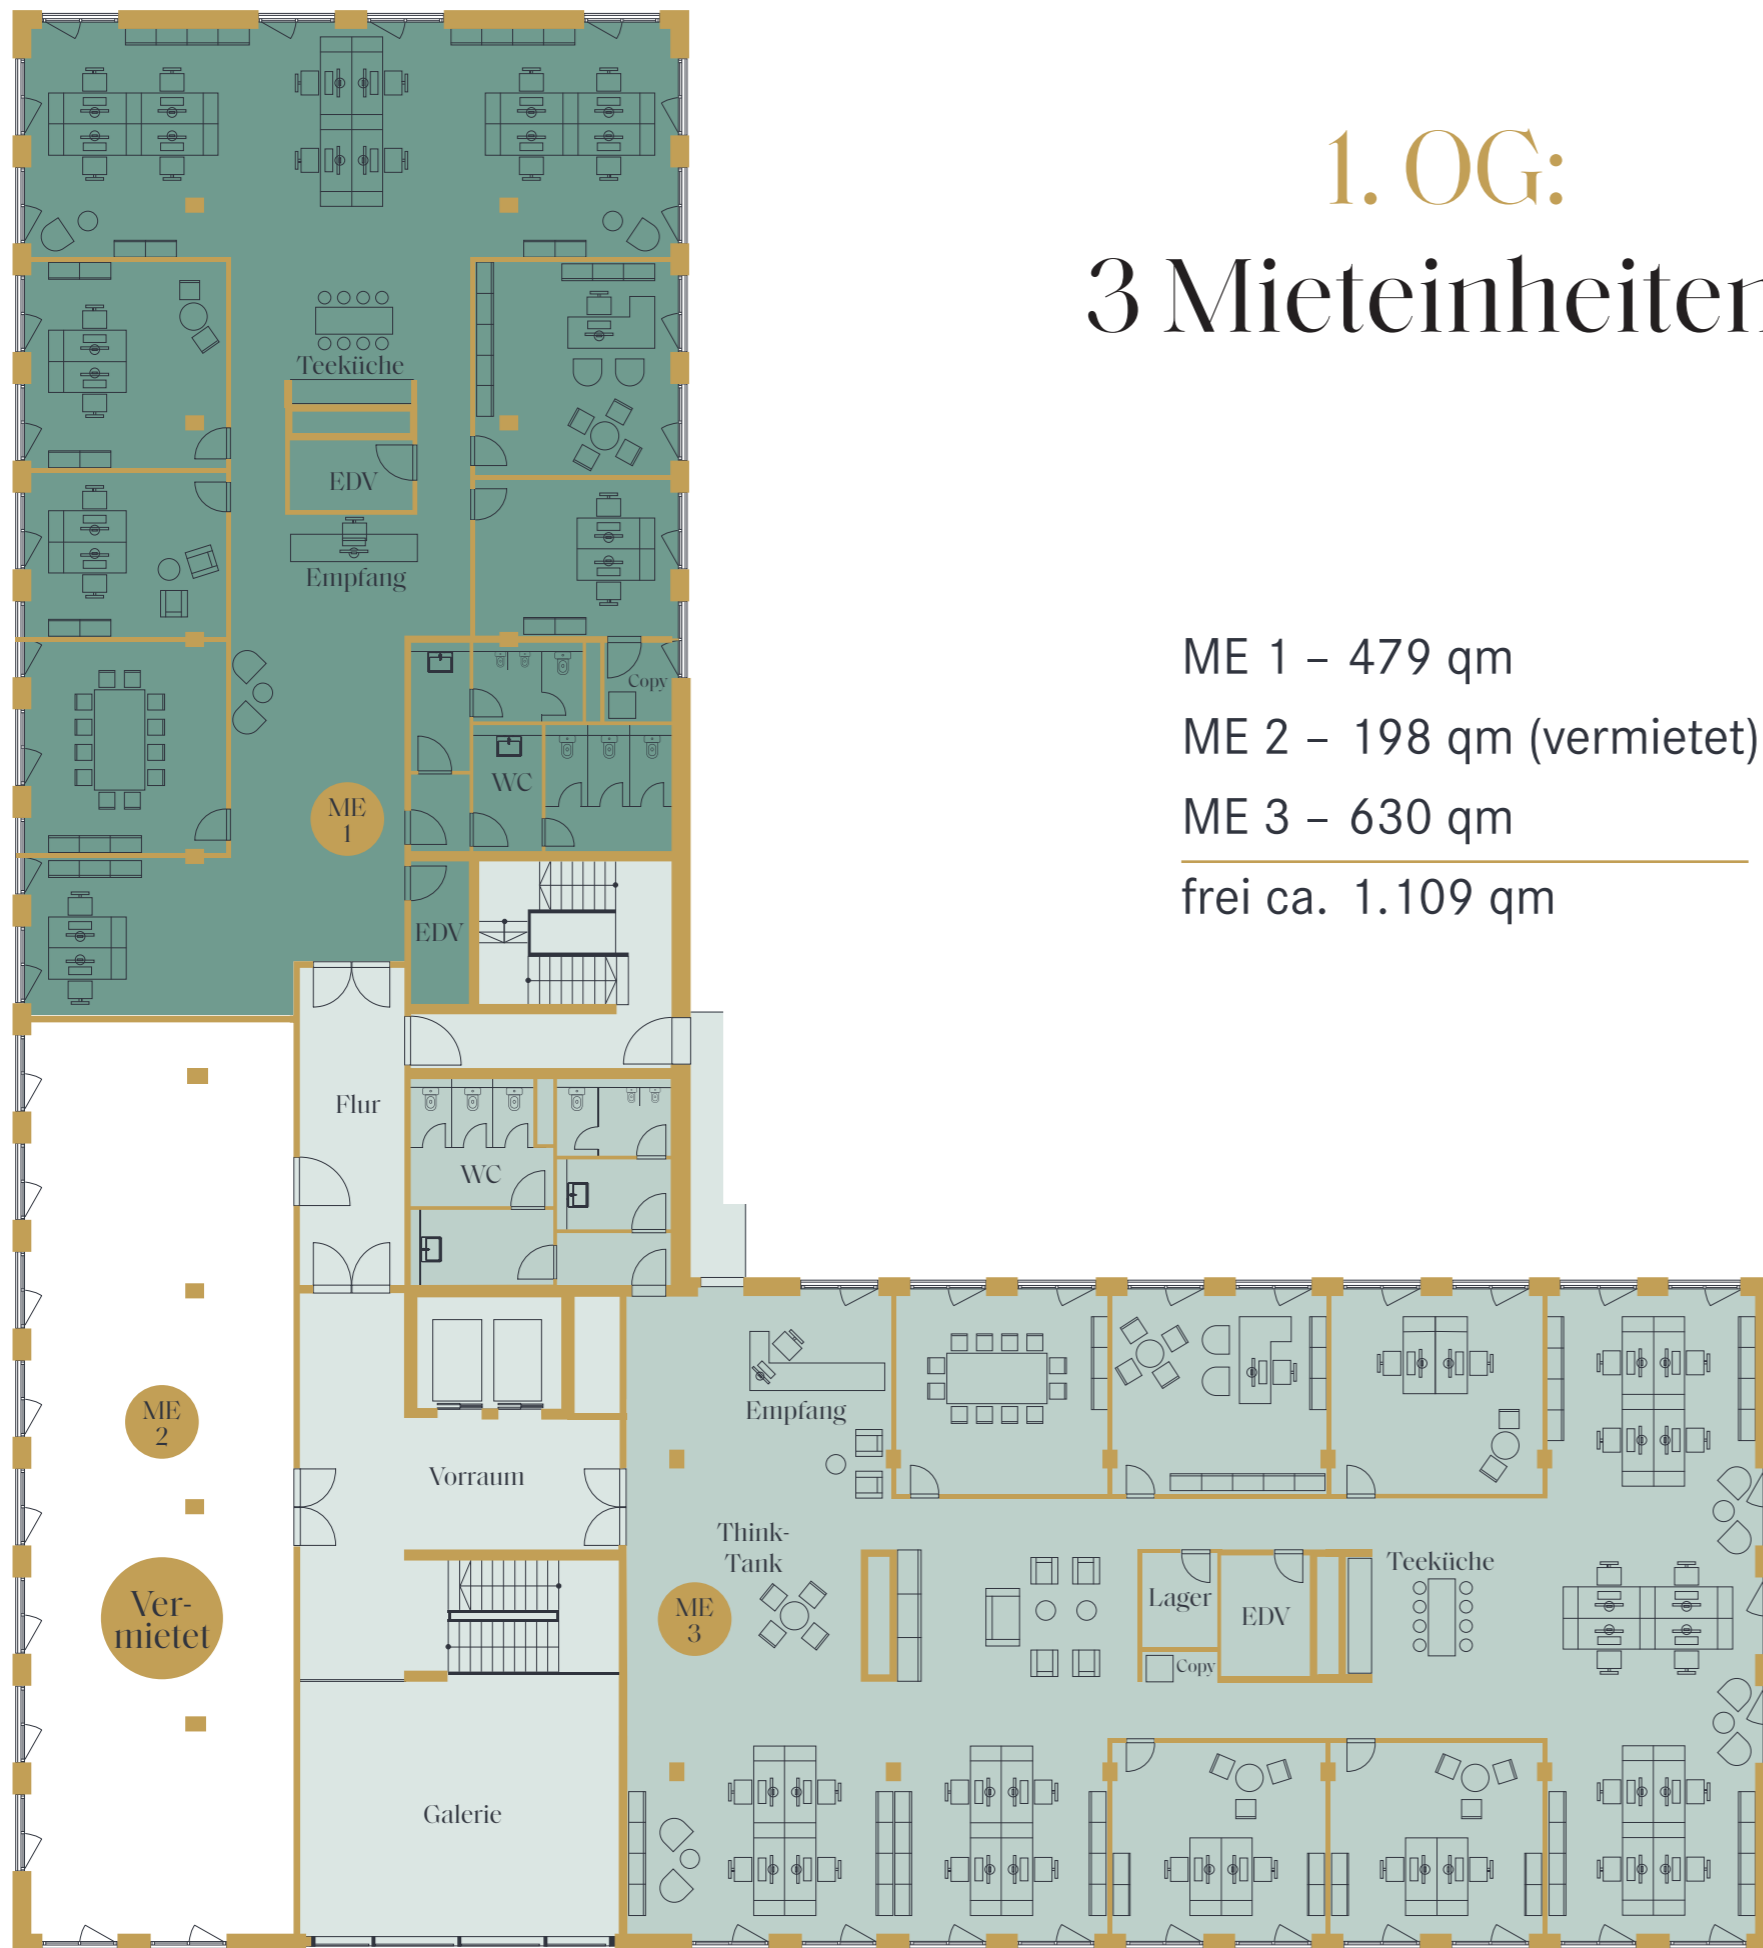 1. OG:
3 Mieteinheiten
Teeküche
EDV
Empfang
Copy
WC
ME
1
EDV
ME 1 – 479 qm
ME 2 – 198 qm (vermietet)
ME 3 – 630 qm
frei ca. 1.109 qm
Flur
WC
ME
2
Empfang
Vorraum
Think-
Tank
Teeküche
Ver-
mietet
ME
3
Lager
EDV
Copy
Galerie